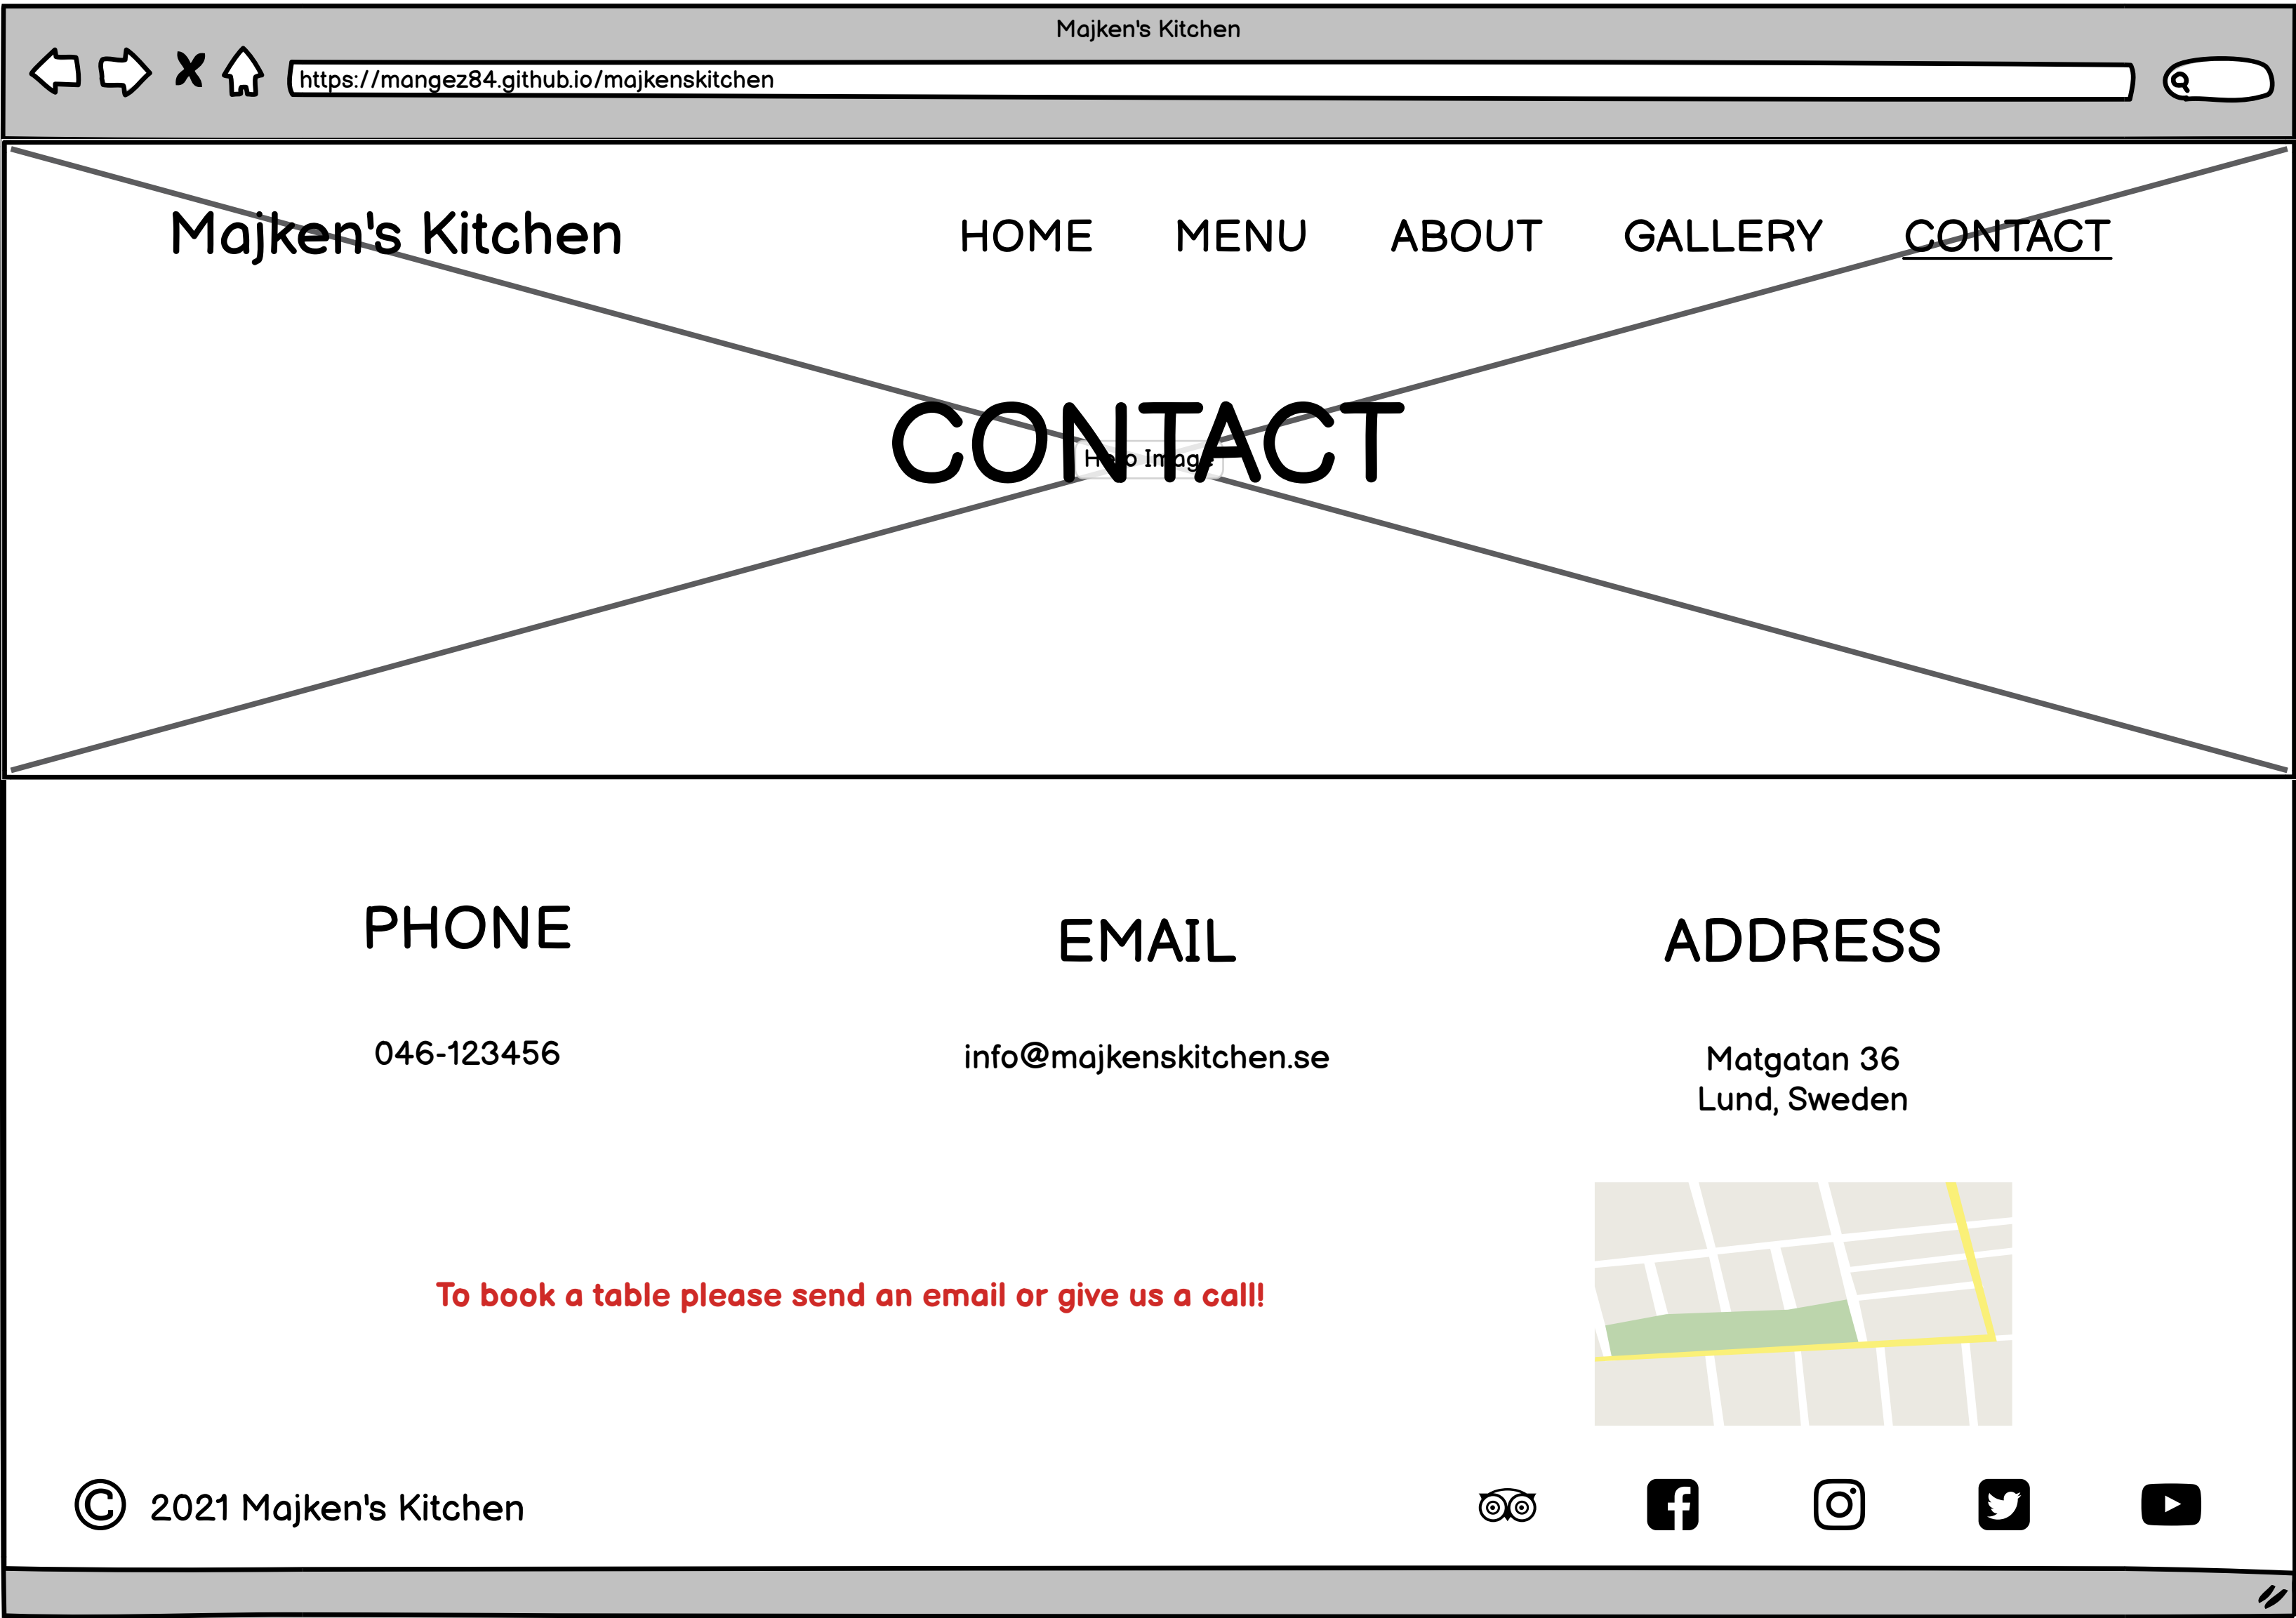 Majken's Kitchen
https://mangez84.github.io/majkenskitchen
Majken's Kitchen HOME MENU ABOUT GALLERY CONTACT
CONTACT
Hero Image
PHONE EMAIL ADDRESS
046-123456 info@majkenskitchen.se Matgatan 36
Lund, Sweden
To book a table please send an email or give us a call!
© 2021 Majken's Kitchen